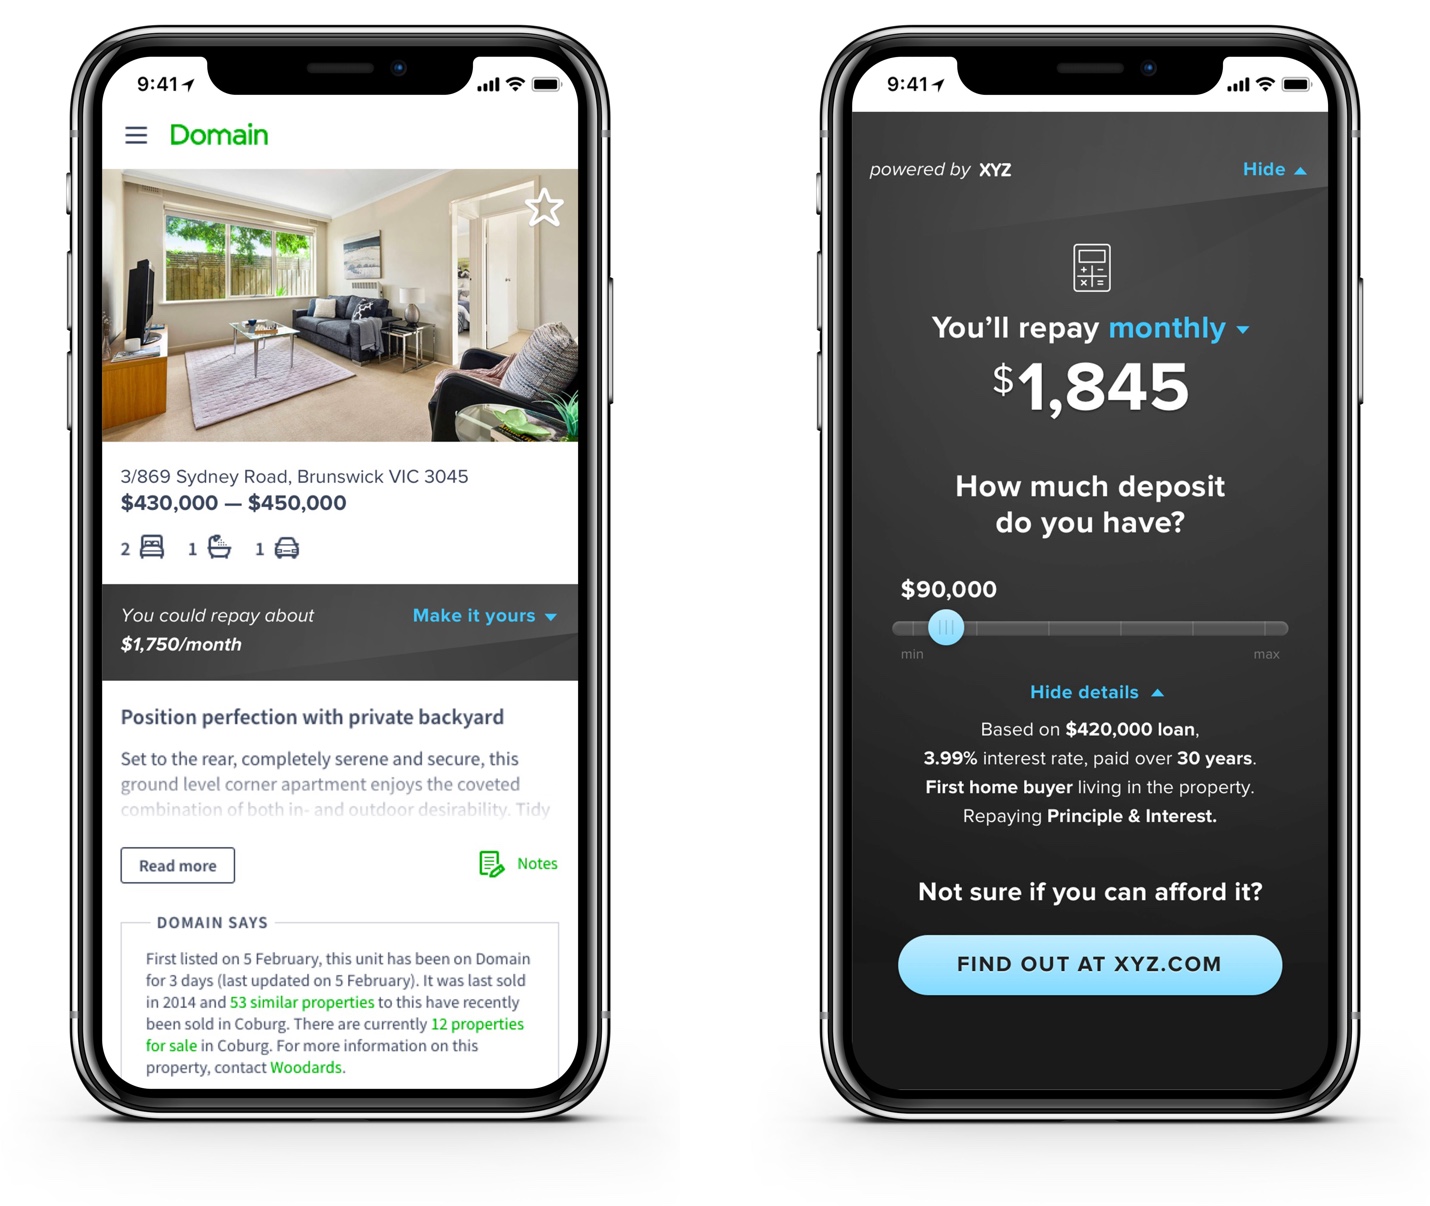 9:41
Domain
3/869 Sydney Road, Brunswick VIC 3045
$430,000 — $450,000
2 1 1
You could repay about
Make it yours
$1,750/month
Position perfection with private backyard
Set to the rear, completely serene and secure, this
ground level corner apartment enjoys the coveted
combination of both in- and outdoor desirability. Tidy
Read more
Notes
DOMAIN SAYS
First listed on 5 February, this unit has been on Domain
for 3 days (last updated on 5 February). It was last sold
in 2014 and 53 similar properties to this have recently
been sold in Coburg. There are currently 12 properties
for sale in Coburg. For more information on this
property, contact Woodards.
9:41
powered by XYZ
Hide
You’ll repay monthly
$1,845
How much deposit
do you have?
$90,000
min
max
Hide details
Based on $420,000 loan,
3.99% interest rate, paid over 30 years.
First home buyer living in the property.
Repaying Principle & Interest.
Not sure if you can afford it?
FIND OUT AT XYZ.COM